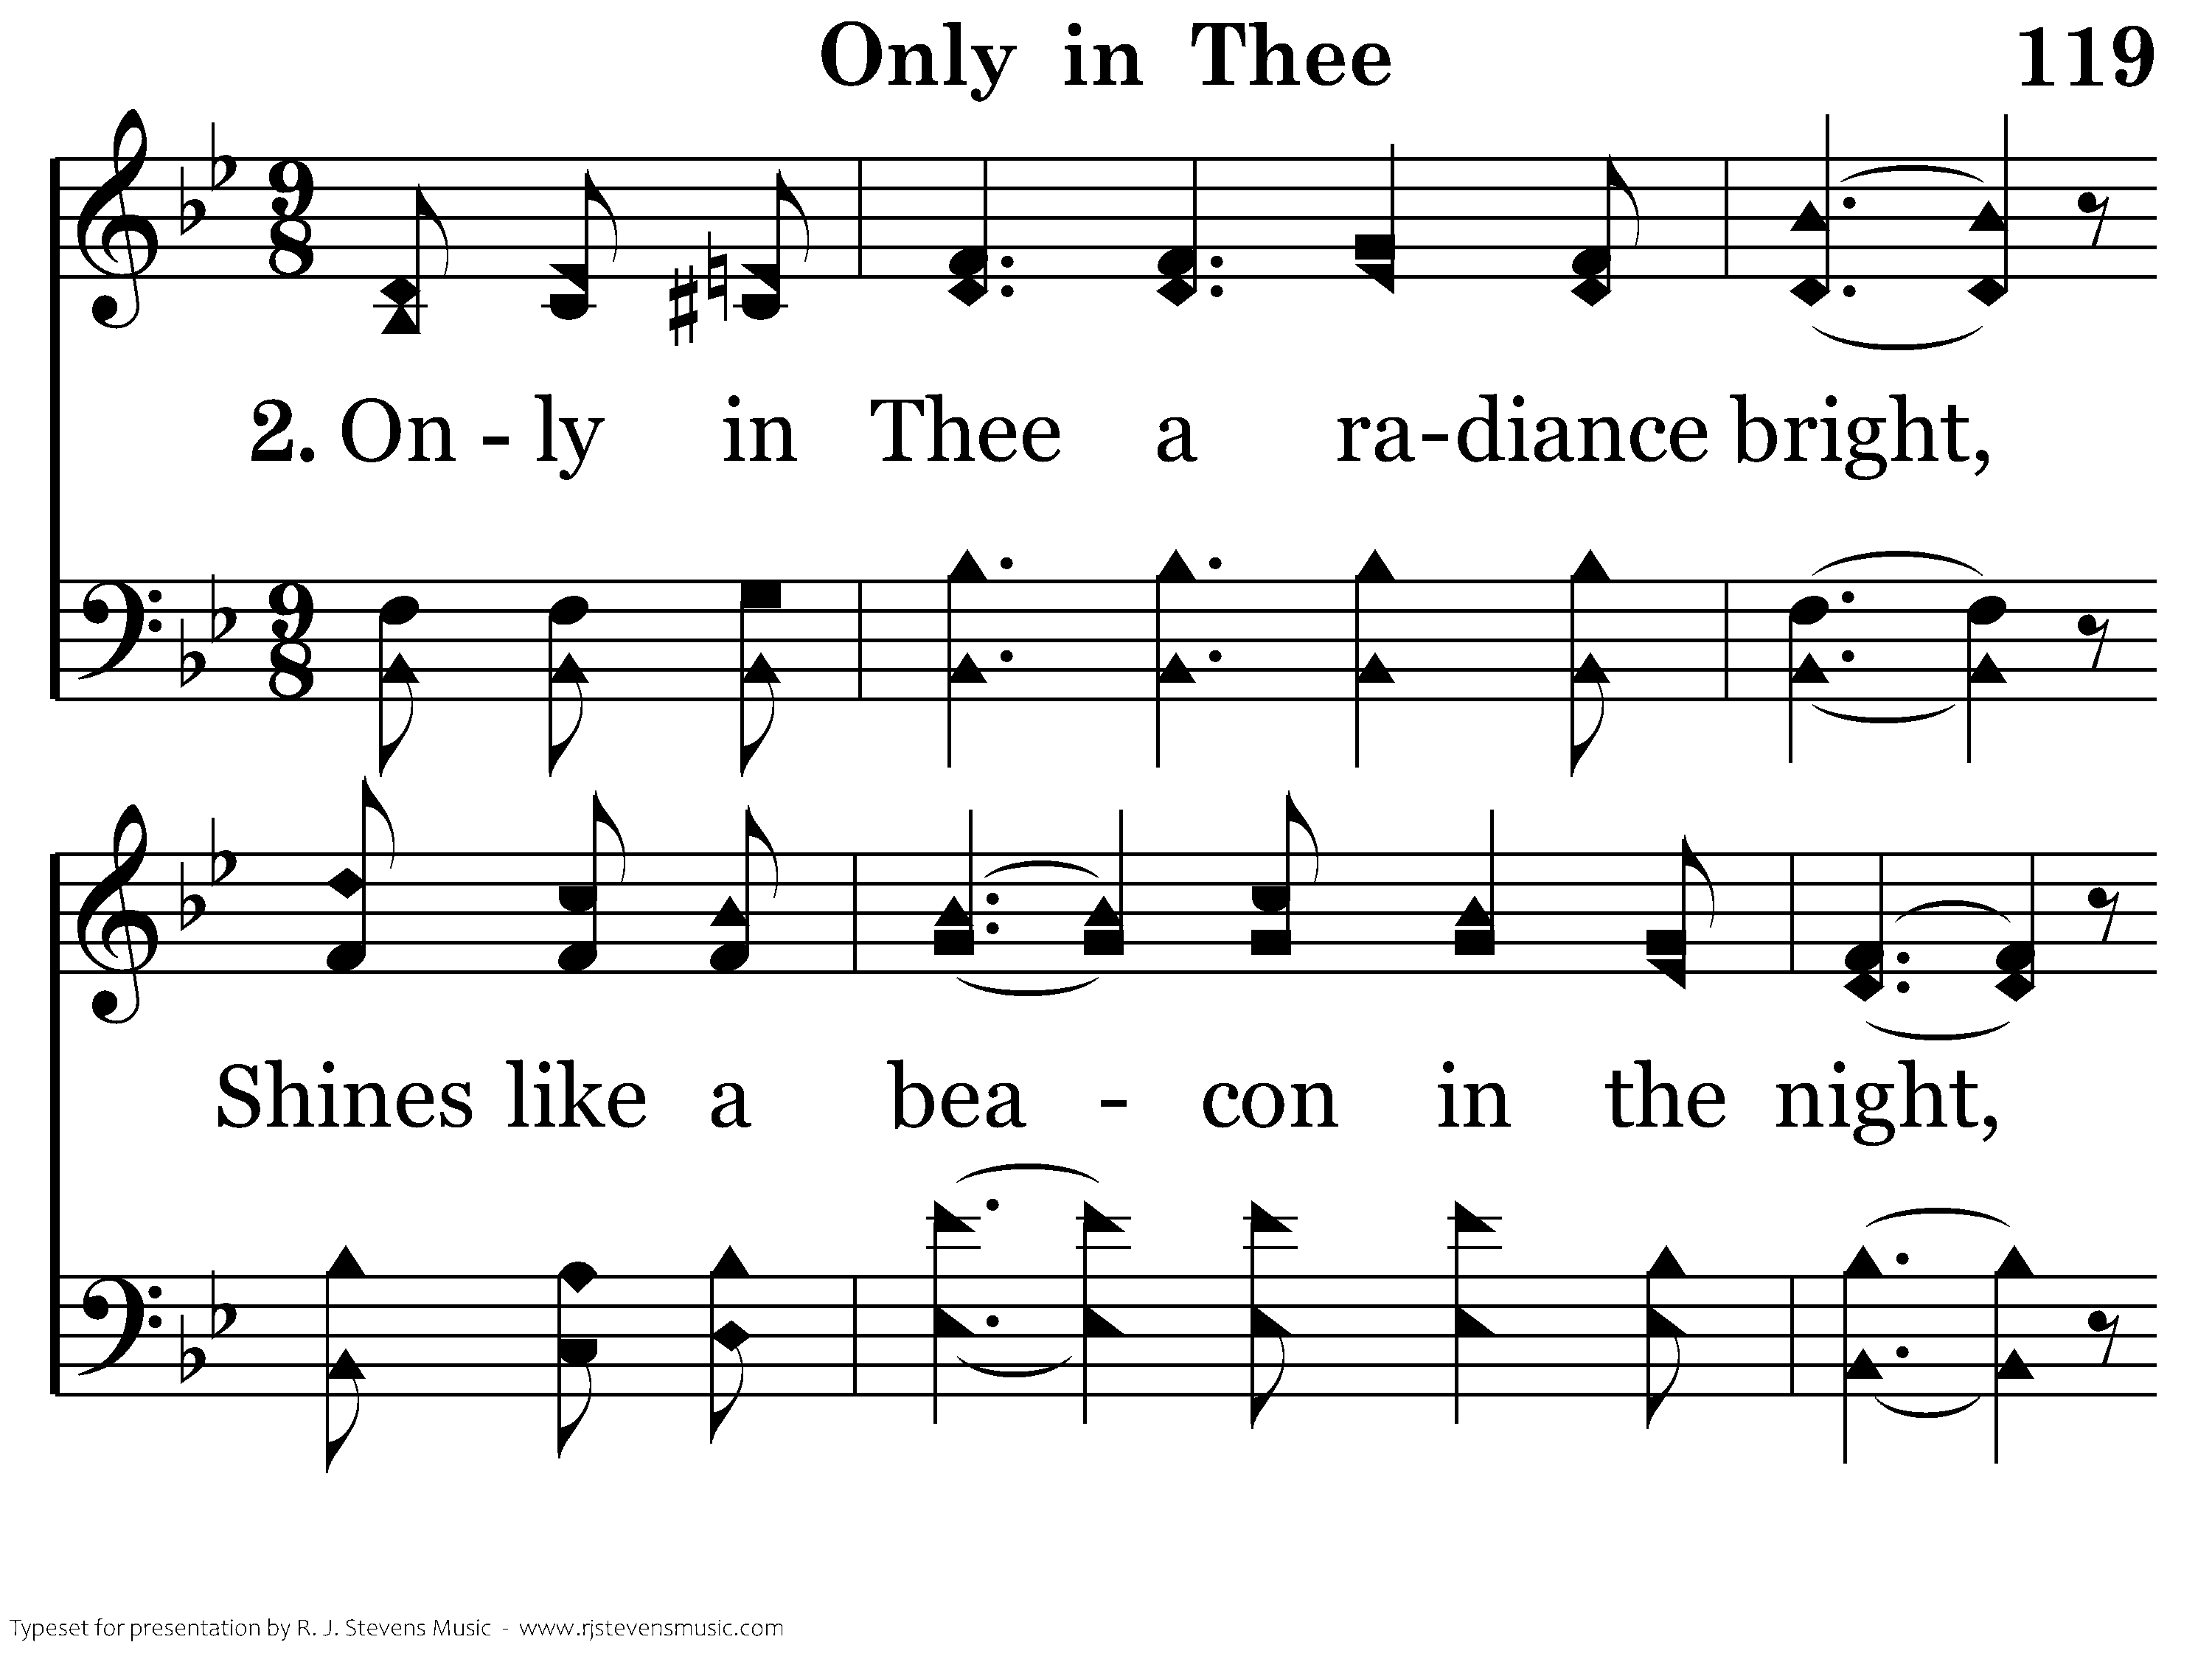 Only in Thee 119
2. On - ly in Thee a ra-diance bright,
Shines like a bea - con in the night,
Typeset for presentation by R. J. Stevens Music - www.rjstevensmusic.com